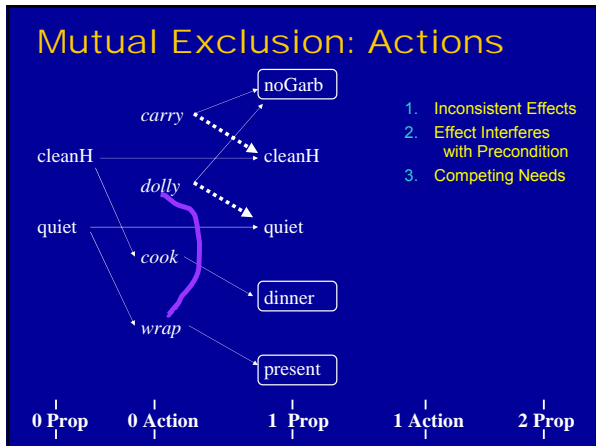 Mutual Exclusion: Actions
noGarb
carry
cleanH
cleanH
dolly
quiet
quiet
cook
dinner
wrap
present
1. Inconsistent Effects
2. Effect Interferes
with Precondition
3. Competing Needs
0 Prop 0 Action 1 Prop 1 Action 2 Prop